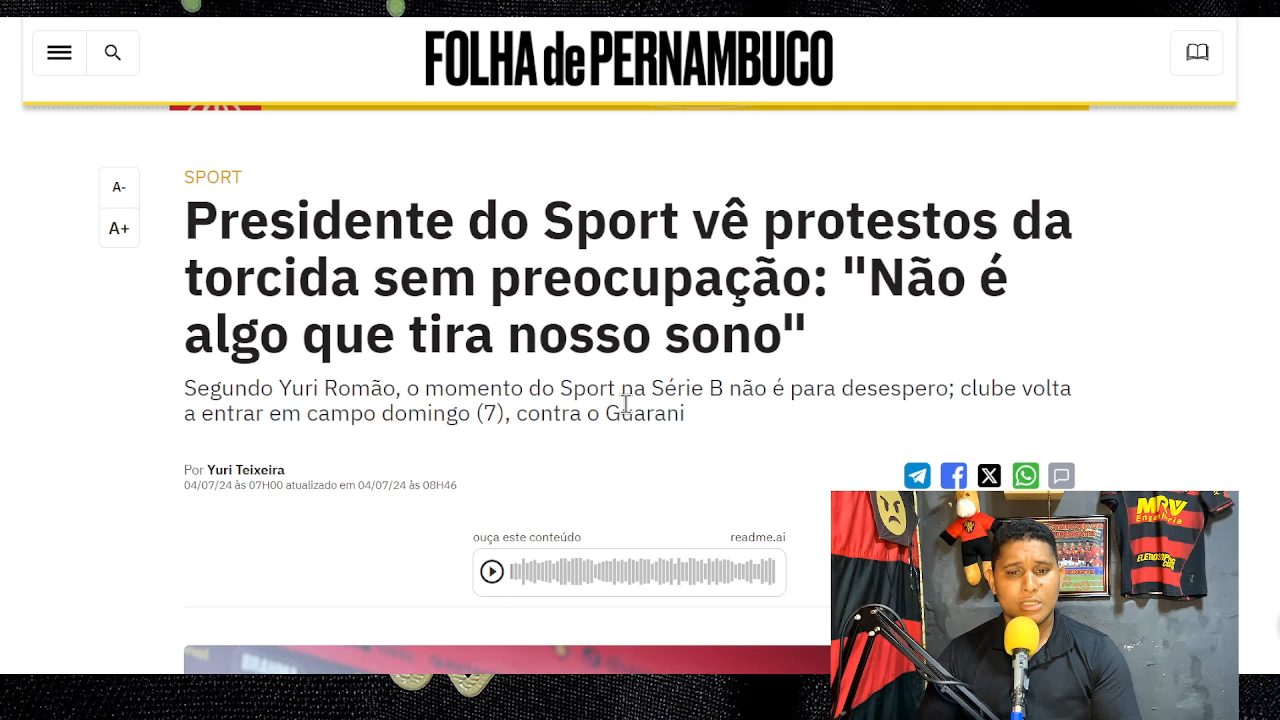 FOLHA de PERNAMBUCO
SPORT
A-
A+
Presidente do Sport vê protestos da
torcida sem preocupação: "Não é
algo que tira nosso sono"
Segundo Yuri Romão, o momento do Sport na Série B não é para desespero; clube volta
a entrar em campo domingo (7), contra o Guarani
Por Yuri Teixeira
04/07/24 às 07H00 atualizado em 04/07/24 às 08H46
ouça este conteúdo
readme.ai
MRV
Engenharia